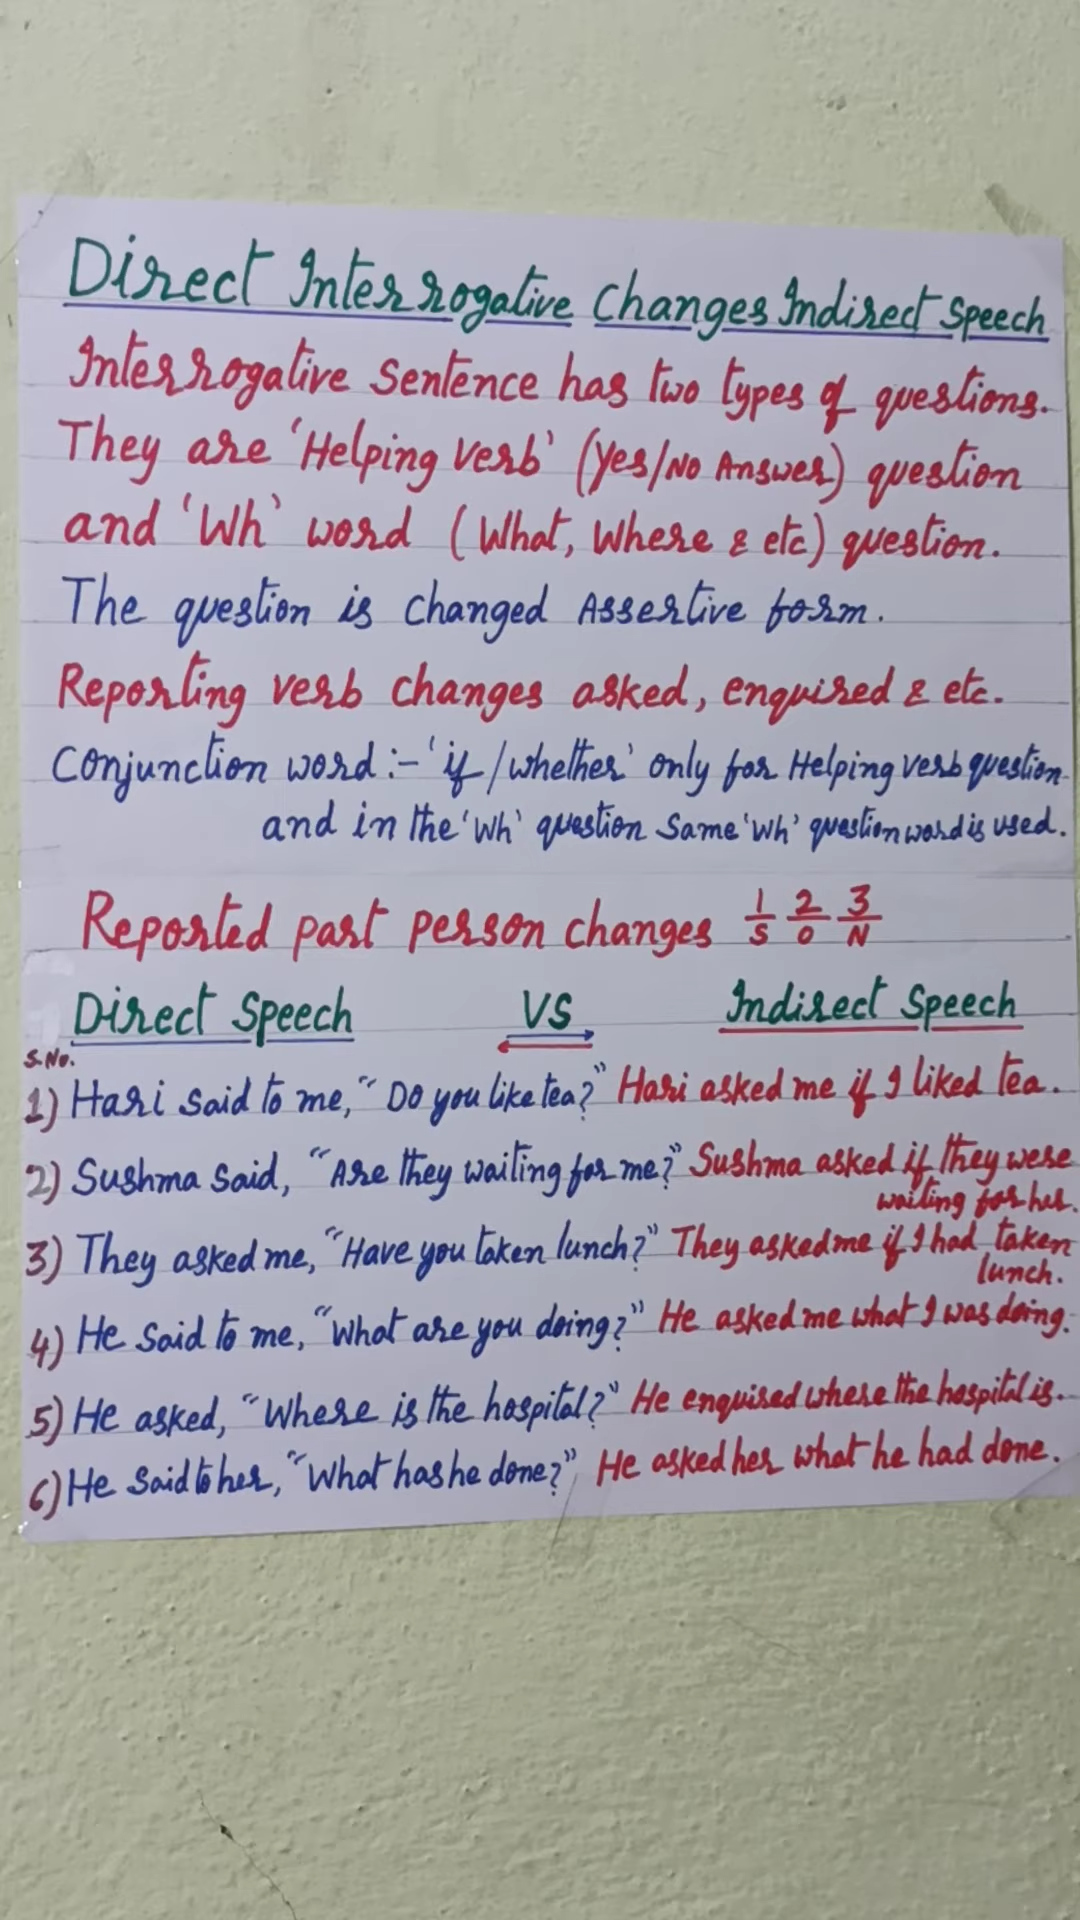 Direct Interrogative Changes Indirect Speech
Interrogative Sentence has two types of questions.
They are 'Helping verb' (Yes/No Answer) question
and 'Wh' word (What, Where & etc) question.
The question is changed Assertive form.
Reporting verb changes asked, enquired & etc.
Conjunction word :- 'if/whether' only for Helping verb question
and in the 'Wh' question Same 'Wh' question word is used.
Reported part person changes 1/S 2/O 3/N
Direct Speech VS Indirect Speech
S.No.
1) Hari said to me, "Do you like tea?" Hari asked me if I liked tea.
2) Sushma said, "Are they waiting for me?" Sushma asked if they were
waiting for her.
3) They asked me, "Have you taken lunch?" They asked me if I had taken
lunch.
4) He said to me, "What are you doing?" He asked me what I was doing.
5) He asked, "Where is the hospital?" He enquired where the hospital is.
6) He said to her, "What has he done?" He asked her what he had done.